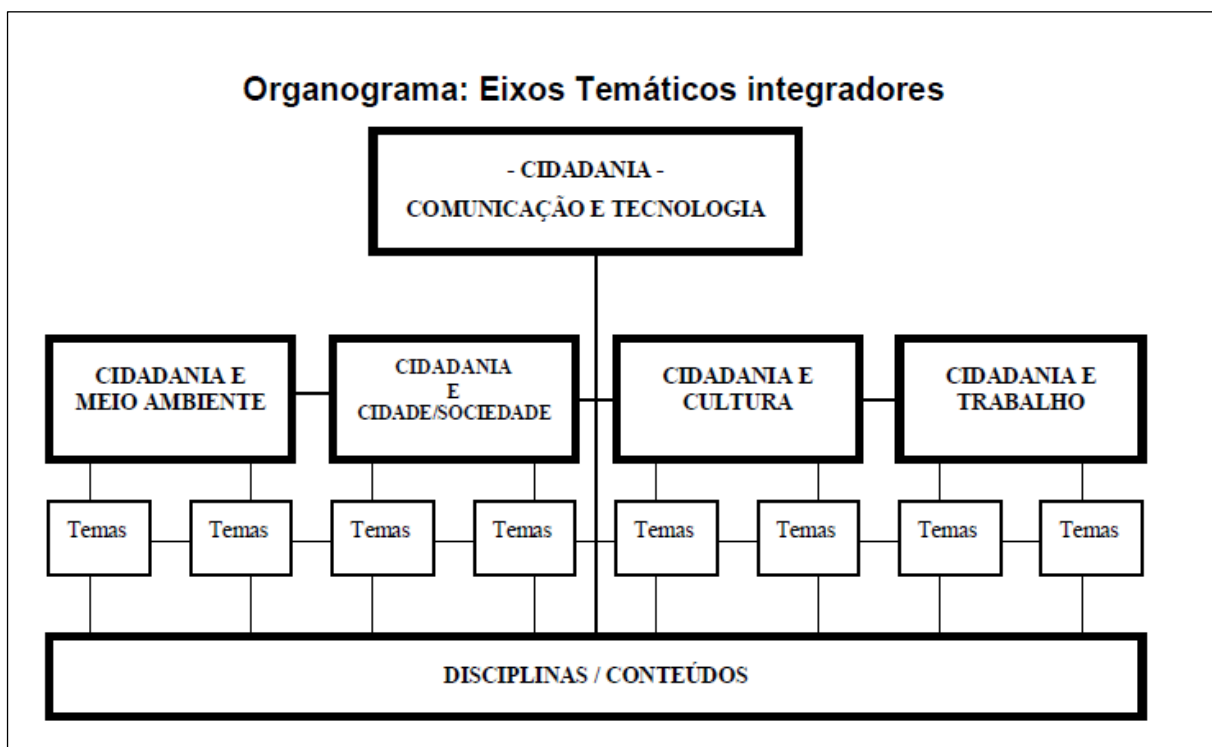 Organograma: Eixos Temáticos integradores
- CIDADANIA -
COMUNICAÇÃO E TECNOLOGIA
CIDADANIA E
MEIO AMBIENTE
CIDADANIA
E
CIDADE/SOCIEDADE
CIDADANIA E
CULTURA
CIDADANIA E
TRABALHO
Temas
Temas
Temas
Temas
Temas
Temas
Temas
Temas
DISCIPLINAS / CONTEÚDOS